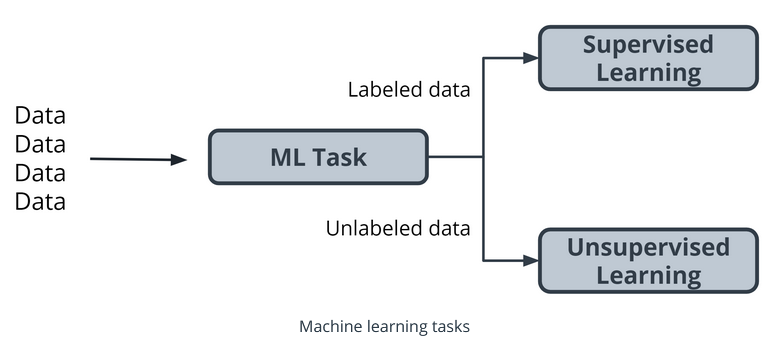 Supervised
Learning
Labeled data
Data
Data
Data
Data
ML Task
Unlabeled data
Unsupervised
Learning
Machine learning tasks